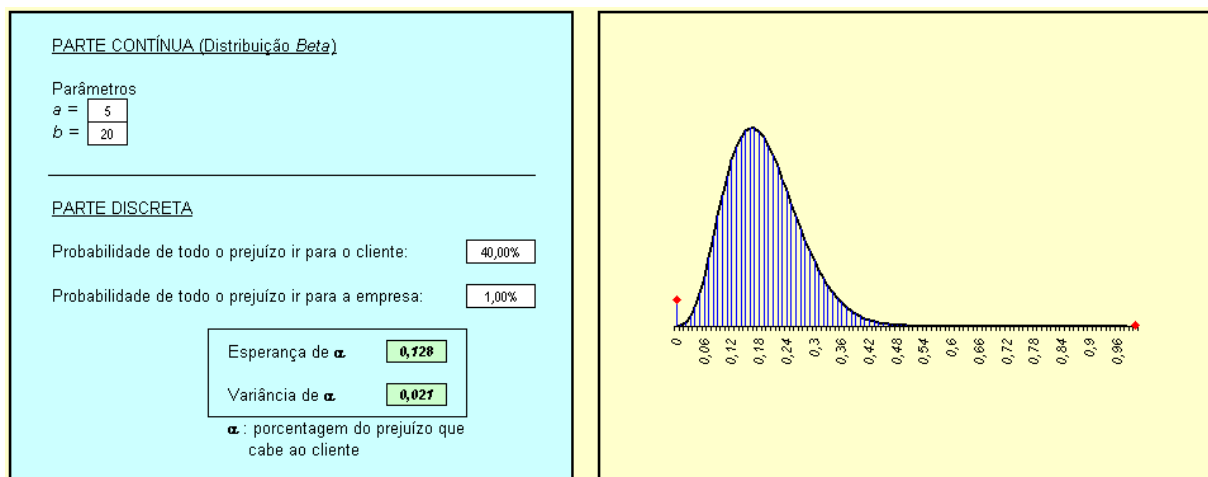 PARTE CONTÍNUA (Distribuição Beta)
Parâmetros
a = 5
b = 20
PARTE DISCRETA
Probabilidade de todo o prejuízo ir para o cliente: 40,00%
Probabilidade de todo o prejuízo ir para a empresa: 1,00%
Esperança de α 0,128
Variância de α 0,021
α : porcentagem do prejuízo que
cabe ao cliente
0 0,06 0,12 0,18 0,24 0,3 0,36 0,42 0,48 0,54 0,6 0,66 0,72 0,78 0,84 0,9 0,96